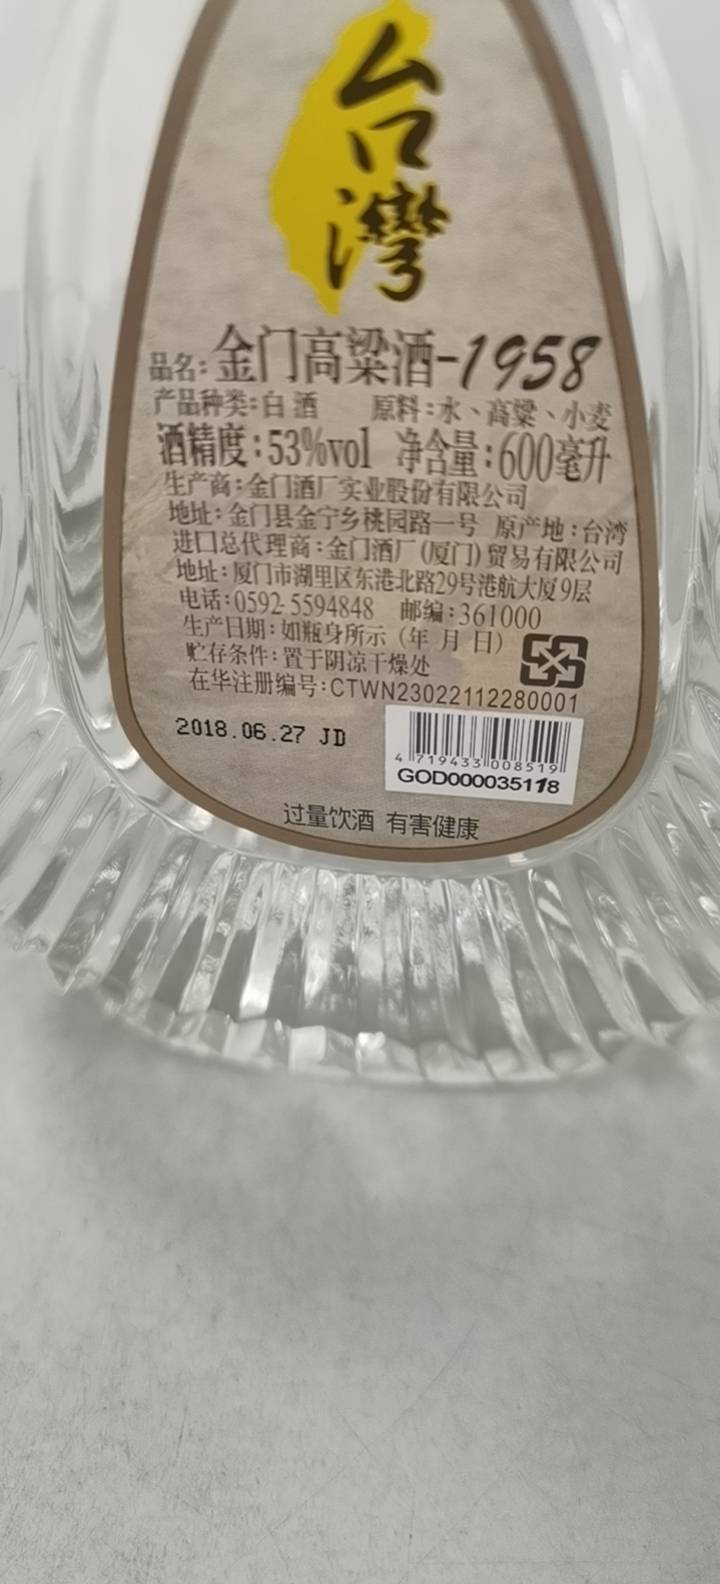 台
灣
品名:金门高粱酒-1958
产品种类:白酒 原料:水、高粱、小麦
酒精度:53%vol 净含量:600毫升
生产商:金门酒厂实业股份有限公司
地址:金门县金宁乡桃园路一号 原产地:台湾
进口总代理商:金门酒厂(厦门)贸易有限公司
地址:厦门市湖里区东港北路29号港航大厦9层
电话:0592-5594848 邮编:361000
生产日期:如瓶身所示(年 月 日)
贮存条件:置于阴凉干燥处
在华注册编号:CTWN23022112280001
2018.06.27 JD
4 719433 008519
GOD000035118
过量饮酒 有害健康